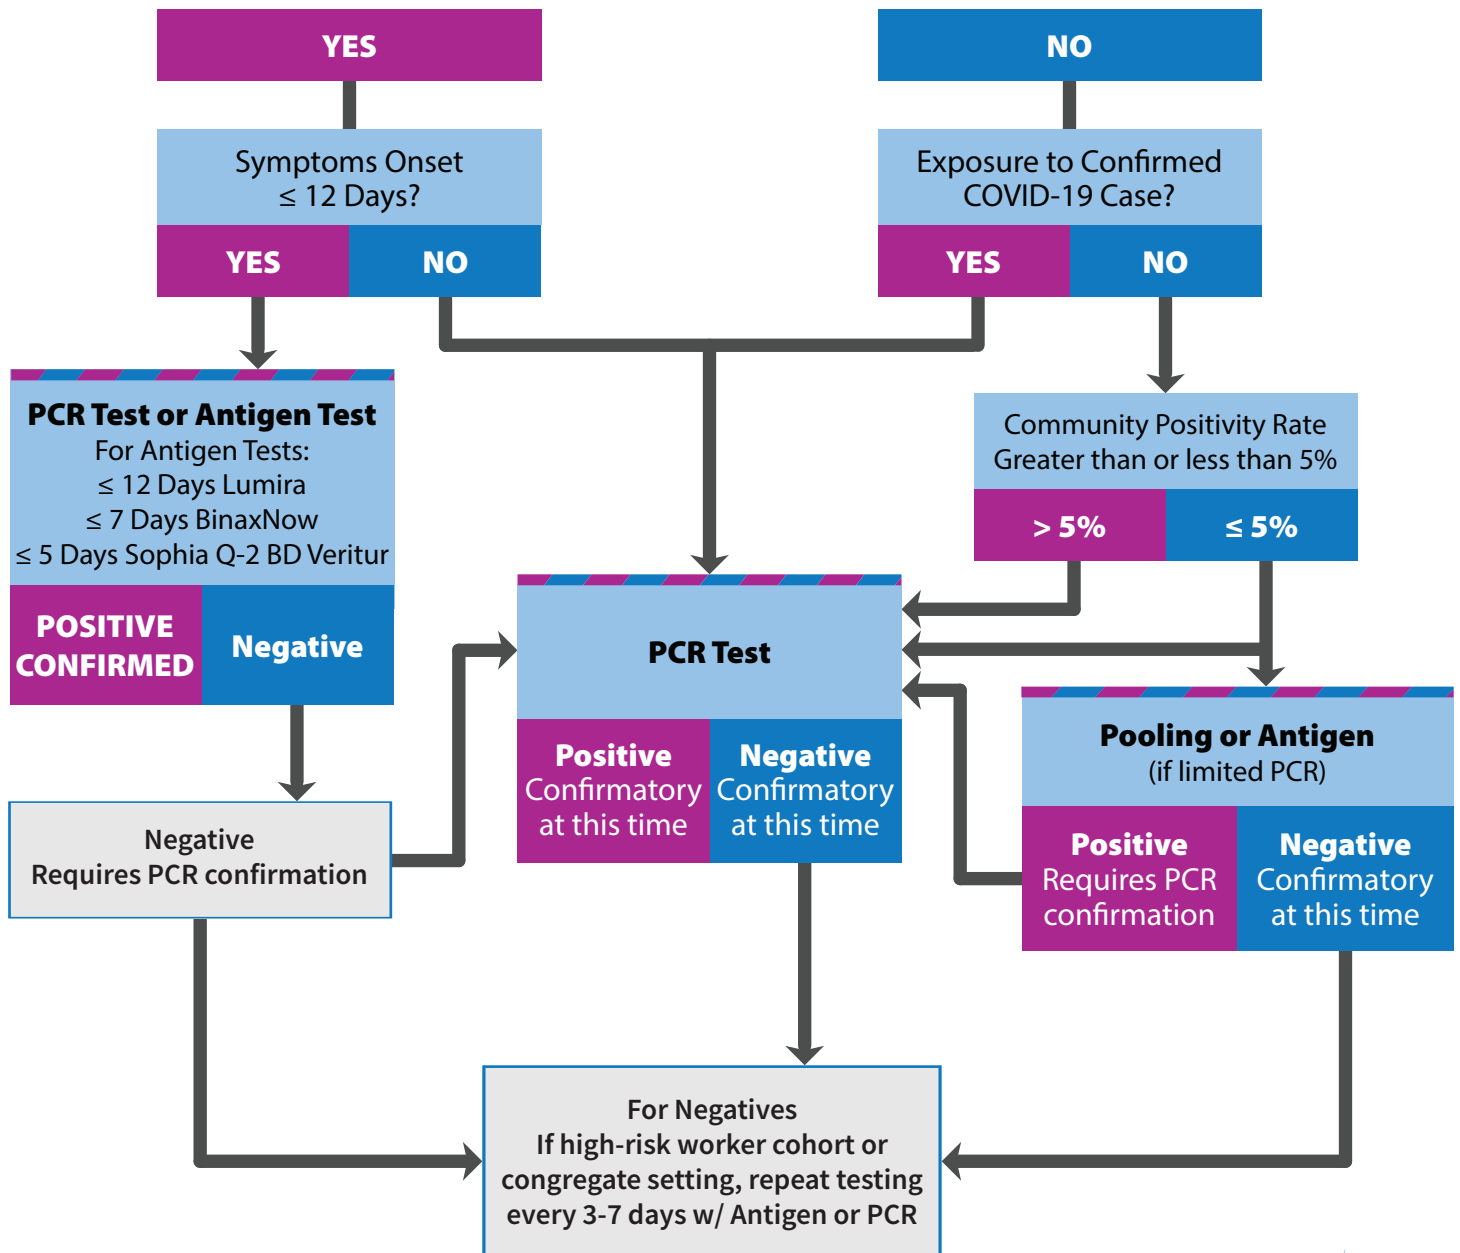 YES
NO
Symptoms Onset
≤ 12 Days?
YES
NO
Exposure to Confirmed
COVID-19 Case?
YES
NO
PCR Test or Antigen Test
For Antigen Tests:
≤ 12 Days Lumira
≤ 7 Days BinaxNow
≤ 5 Days Sophia Q-2 BD Veritur
POSITIVE
CONFIRMED
Negative
Community Positivity Rate
Greater than or less than 5%
> 5%
≤ 5%
PCR Test
Positive
Confirmatory
at this time
Negative
Confirmatory
at this time
Pooling or Antigen
(if limited PCR)
Positive
Requires PCR
confirmation
Negative
Confirmatory
at this time
Negative
Requires PCR confirmation
For Negatives
If high-risk worker cohort or
congregate setting, repeat testing
every 3-7 days w/ Antigen or PCR